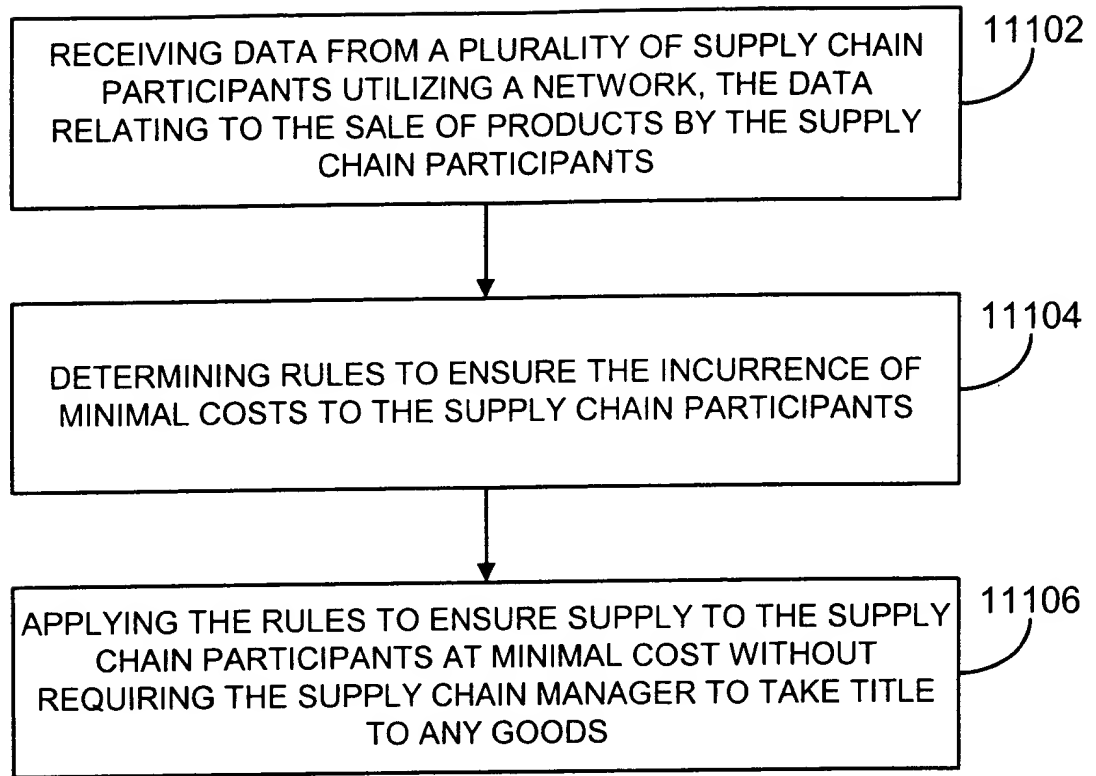 RECEIVING DATA FROM A PLURALITY OF SUPPLY CHAIN
PARTICIPANTS UTILIZING A NETWORK, THE DATA
RELATING TO THE SALE OF PRODUCTS BY THE SUPPLY
CHAIN PARTICIPANTS
11102
DETERMINING RULES TO ENSURE THE INCURRENCE OF
MINIMAL COSTS TO THE SUPPLY CHAIN PARTICIPANTS
11104
APPLYING THE RULES TO ENSURE SUPPLY TO THE SUPPLY
CHAIN PARTICIPANTS AT MINIMAL COST WITHOUT
REQUIRING THE SUPPLY CHAIN MANAGER TO TAKE TITLE
TO ANY GOODS
11106